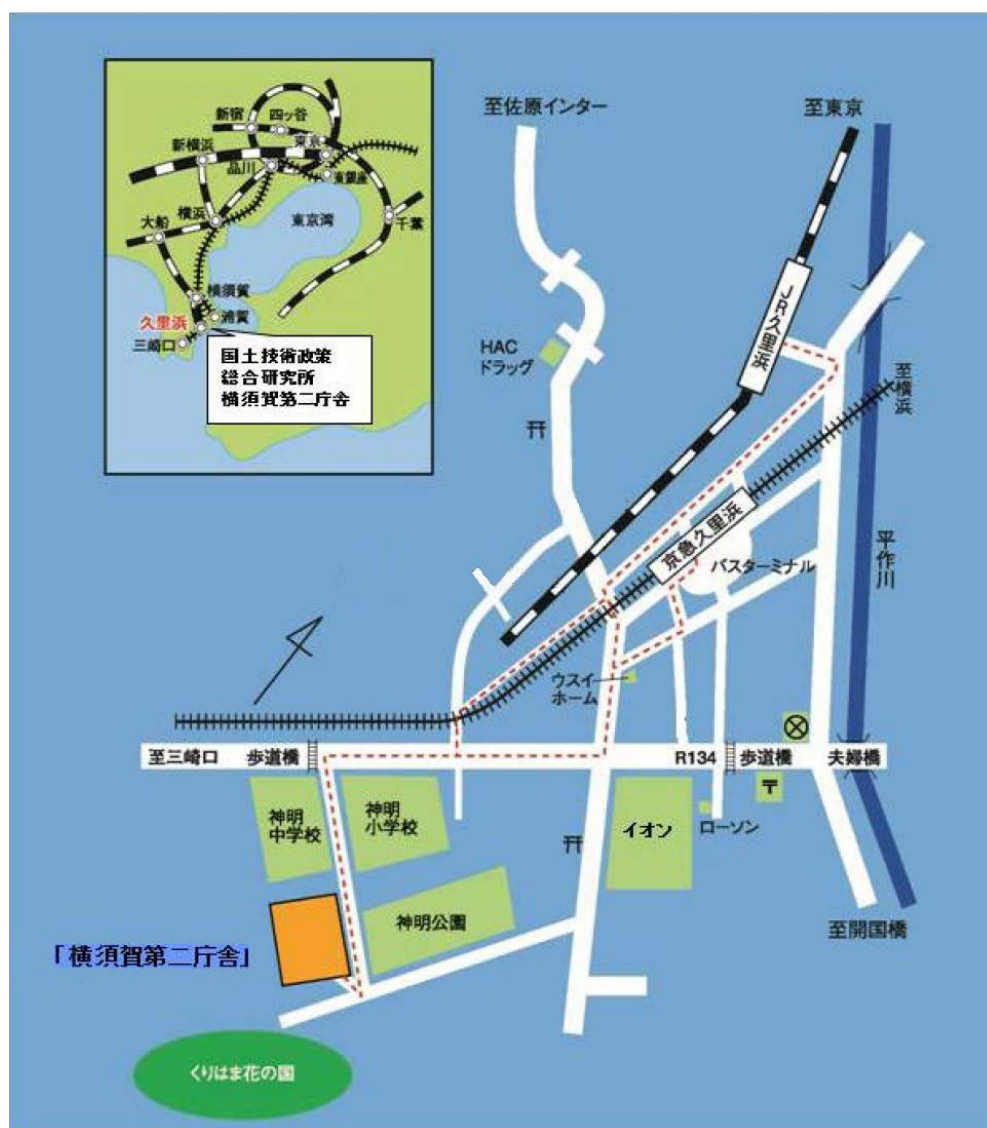 新宿
四ッ谷
新横浜
東京
品川
東銀座
横浜
大船
東京湾
千葉
横須賀
久里浜
浦賀
三崎口
国土技術政策
総合研究所
横須賀第二庁舎
至佐原インター
至東京
JR久里浜
HAC
ドラッグ
至横浜
京急久里浜
バスターミナル
平作川
ウスイ
ホーム
至三崎口
歩道橋
R134
歩道橋
夫婦橋
〒
神明
中学校
神明
小学校
イオン
ローソン
神明公園
至開国橋
「横須賀第二庁舎」
くりはま花の国